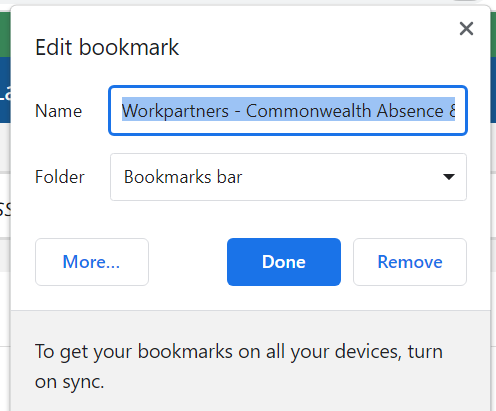 Edit bookmark
Name
Workpartners - Commonwealth Absence &
Folder
Bookmarks bar
More...
Done
Remove
To get your bookmarks on all your devices, turn
on sync.